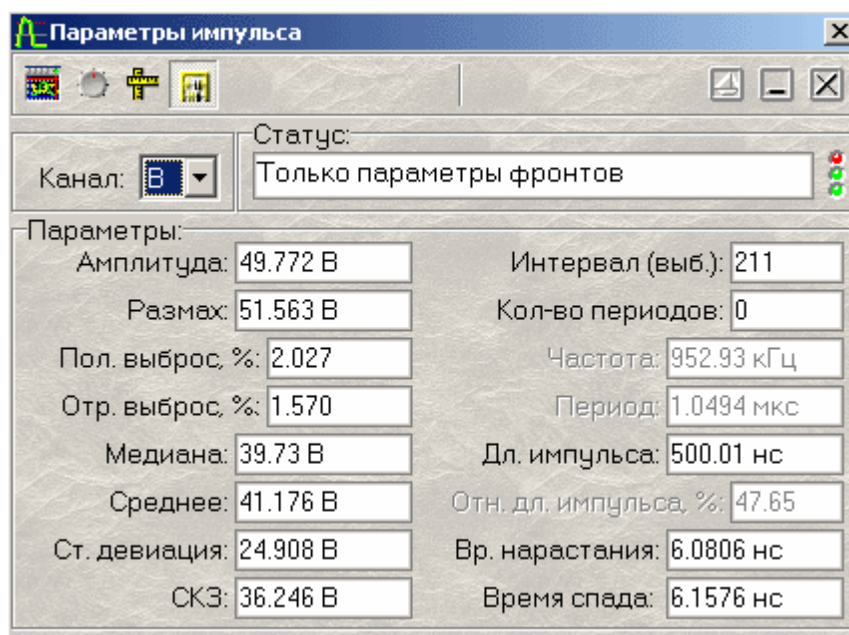 Параметры импульса
Статус:
Канал: B
Только параметры фронтов
Параметры:
Амплитуда: 49.772 В
Интервал (выб.): 211
Размах: 51.563 В
Кол-во периодов: 0
Пол. выброс, %: 2.027
Частота: 952.93 кГц
Отр. выброс, %: 1.570
Период: 1.0494 мкс
Медиана: 39.73 В
Дл. импульса: 500.01 нс
Среднее: 41.176 В
Отн. дл. импульса, %: 47.65
Ст. девиация: 24.908 В
Вр. нарастания: 6.0806 нс
СКЗ: 36.246 В
Время спада: 6.1576 нс